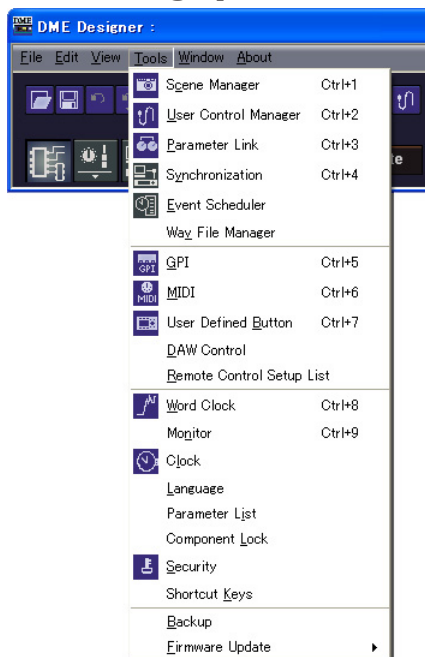 DME Designer :
File Edit View Tools Window About
Scene Manager Ctrl+1
User Control Manager Ctrl+2
Parameter Link Ctrl+3
te
Synchronization Ctrl+4
Event Scheduler
Wav File Manager
GPI GPI Ctrl+5
MIDI MIDI Ctrl+6
User Defined Button Ctrl+7
DAW Control
Remote Control Setup List
Word Clock Ctrl+8
Monitor Ctrl+9
Clock
Language
Parameter List
Component Lock
Security
Shortcut Keys
Backup
Firmware Update